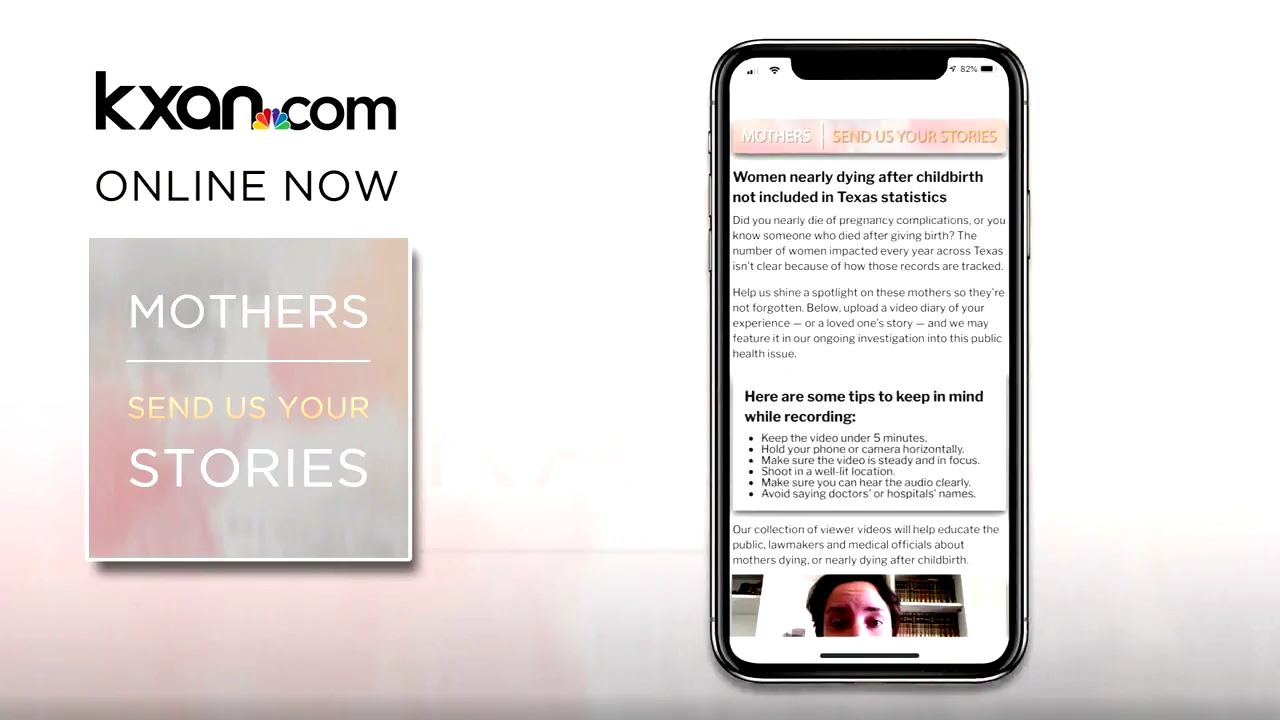 kxan.com
ONLINE NOW
MOTHERS
SEND US YOUR
STORIES
82%
MOTHERS | SEND US YOUR STORIES
Women nearly dying after childbirth
not included in Texas statistics
Did you nearly die of pregnancy complications, or you
know someone who died after giving birth? The
number of women impacted every year across Texas
isn't clear because of how those records are tracked.
Help us shine a spotlight on these mothers so they're
not forgotten. Below, upload a video diary of your
experience — or a loved one's story — and we may
feature it in our ongoing investigation into this public
health issue.
Here are some tips to keep in mind
while recording:
• Keep the video under 5 minutes.
• Hold your phone or camera horizontally.
• Make sure the video is steady and in focus.
• Shoot in a well-lit location.
• Make sure you can hear the audio clearly.
• Avoid saying doctors' or hospitals' names.
Our collection of viewer videos will help educate the
public, lawmakers and medical officials about
mothers dying, or nearly dying after childbirth.